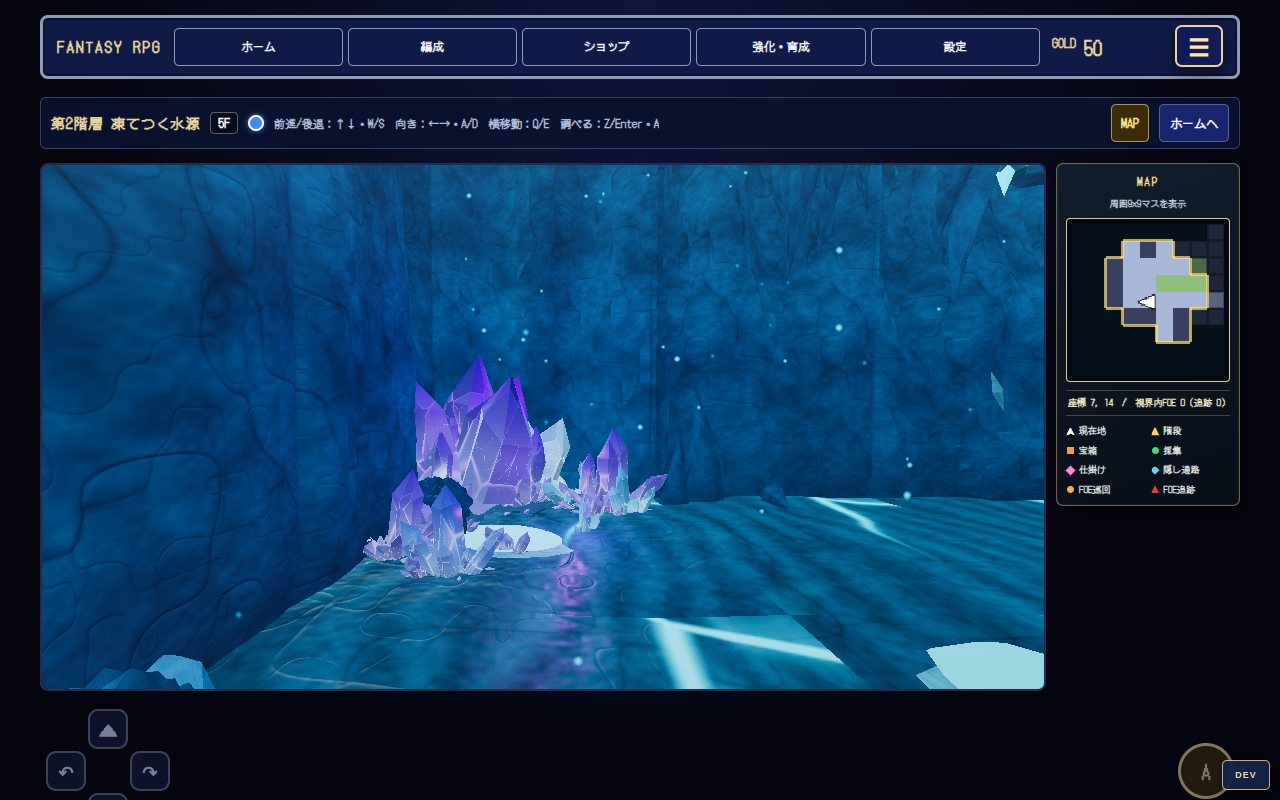 FANTASY RPG
ホーム
編成
ショップ
強化・育成
設定
GOLD 50
第2階層 凍てつく水源
5F
前進/後退：↑↓・W/S 向き：←→・A/D 横移動：Q/E 調べる：Z/Enter・A
MAP
ホームへ
MAP
周囲9x9マスを表示
座標 7, 14 / 視界内FOE 0 (追跡 0)
現在地
階段
宝箱
採集
仕掛け
隠し通路
FOE巡回
FOE追跡
A
DEV